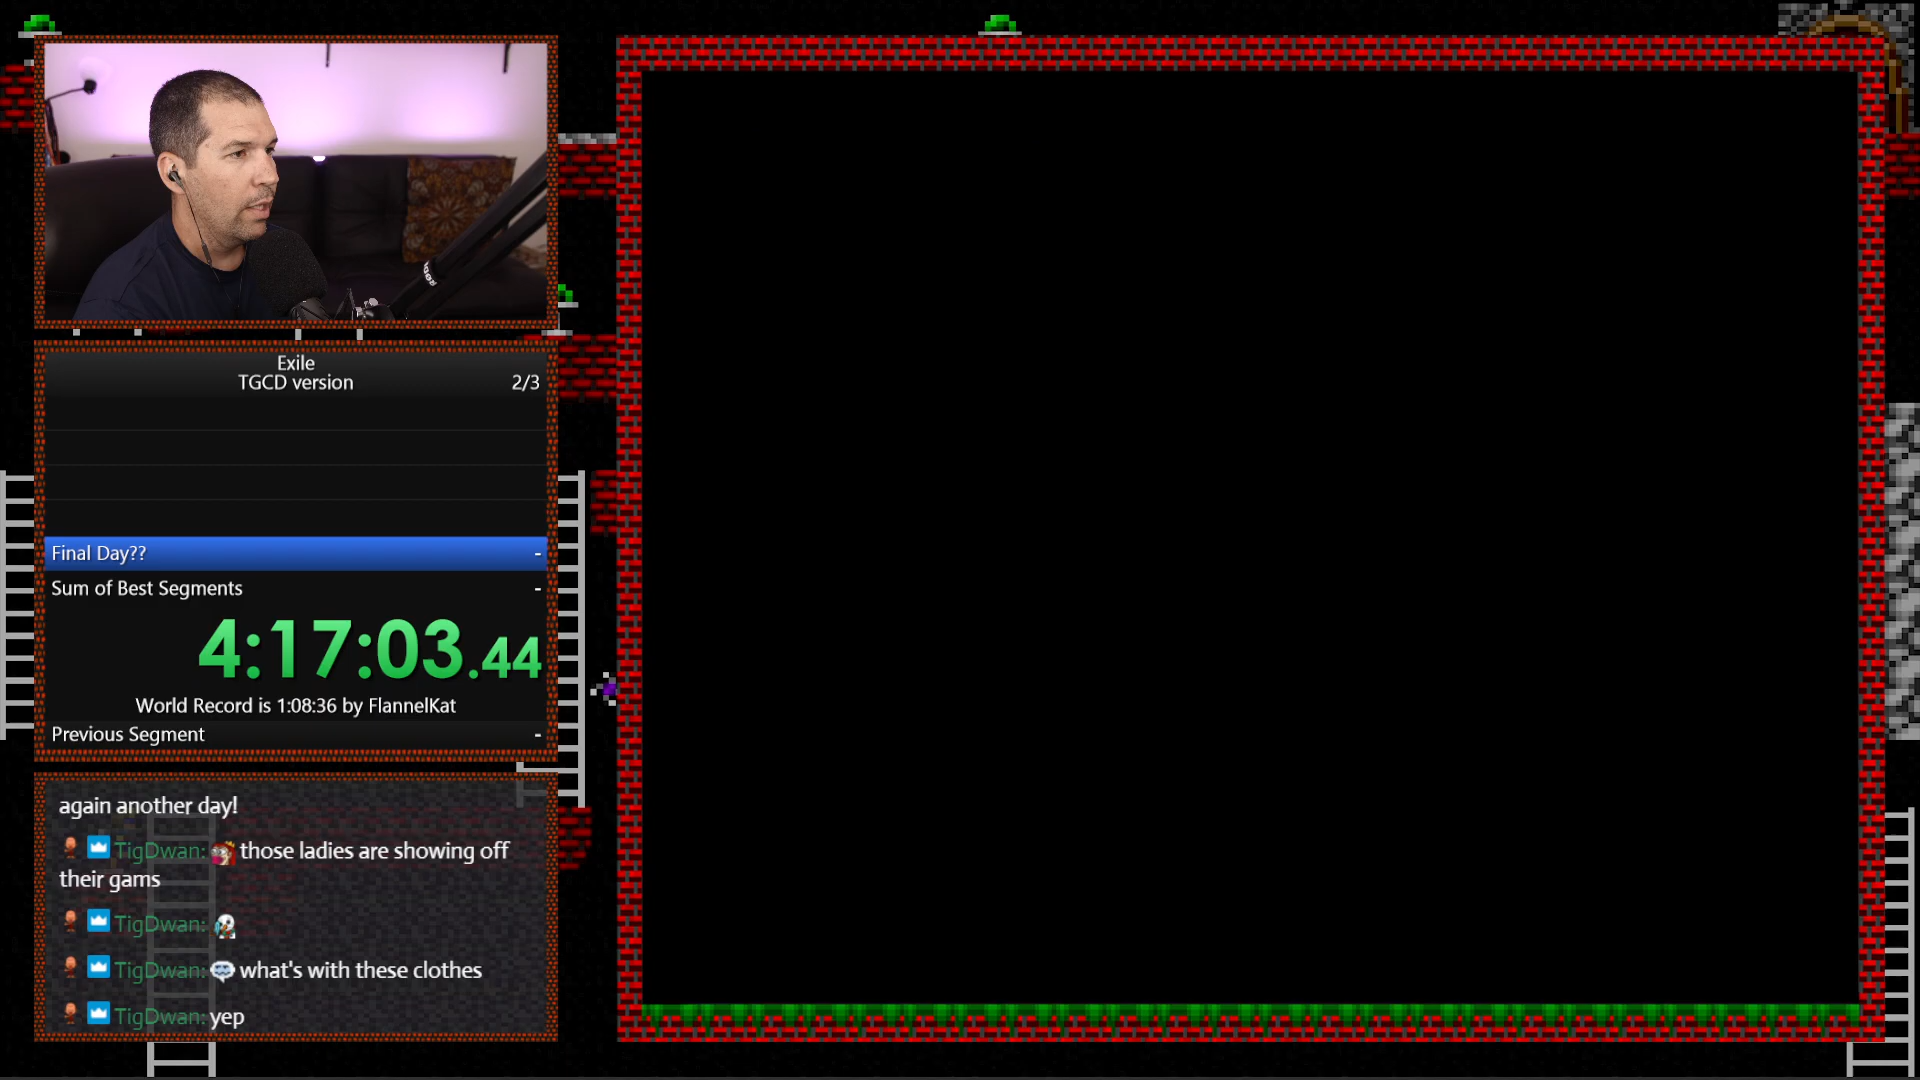 Exile
TGCD version
2/3
Final Day?? -
Sum of Best Segments -
4:17:03.44
World Record is 1:08:36 by FlannelKat
Previous Segment -
again another day!
TigDwan: those ladies are showing off
their gams
TigDwan:
TigDwan: what's with these clothes
TigDwan: yep